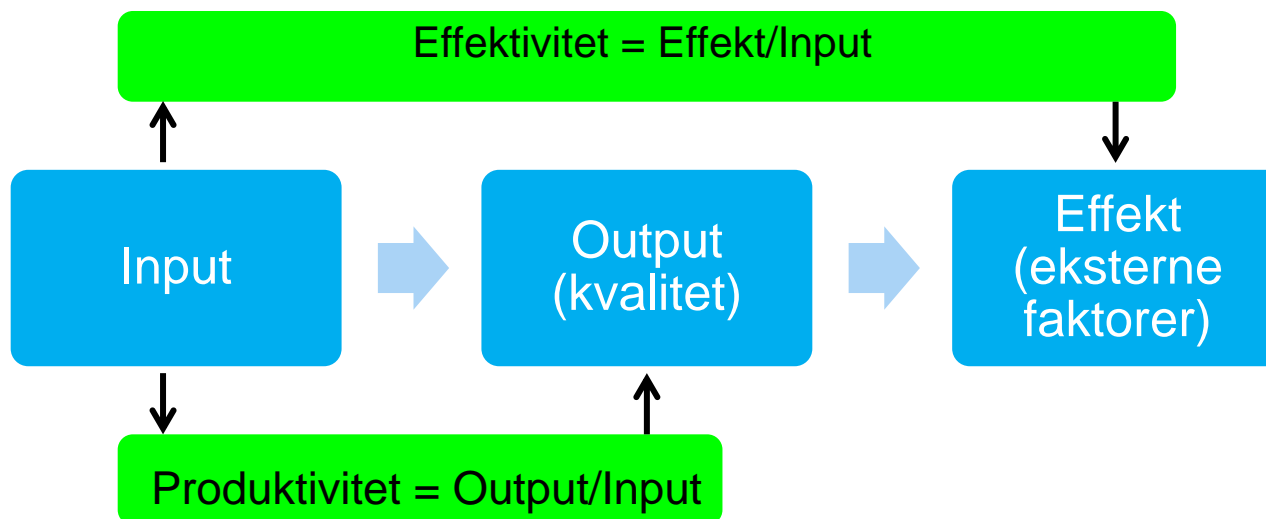 Effektivitet = Effekt/Input
Input
Output
(kvalitet)
Effekt
(eksterne
faktorer)
Produktivitet = Output/Input